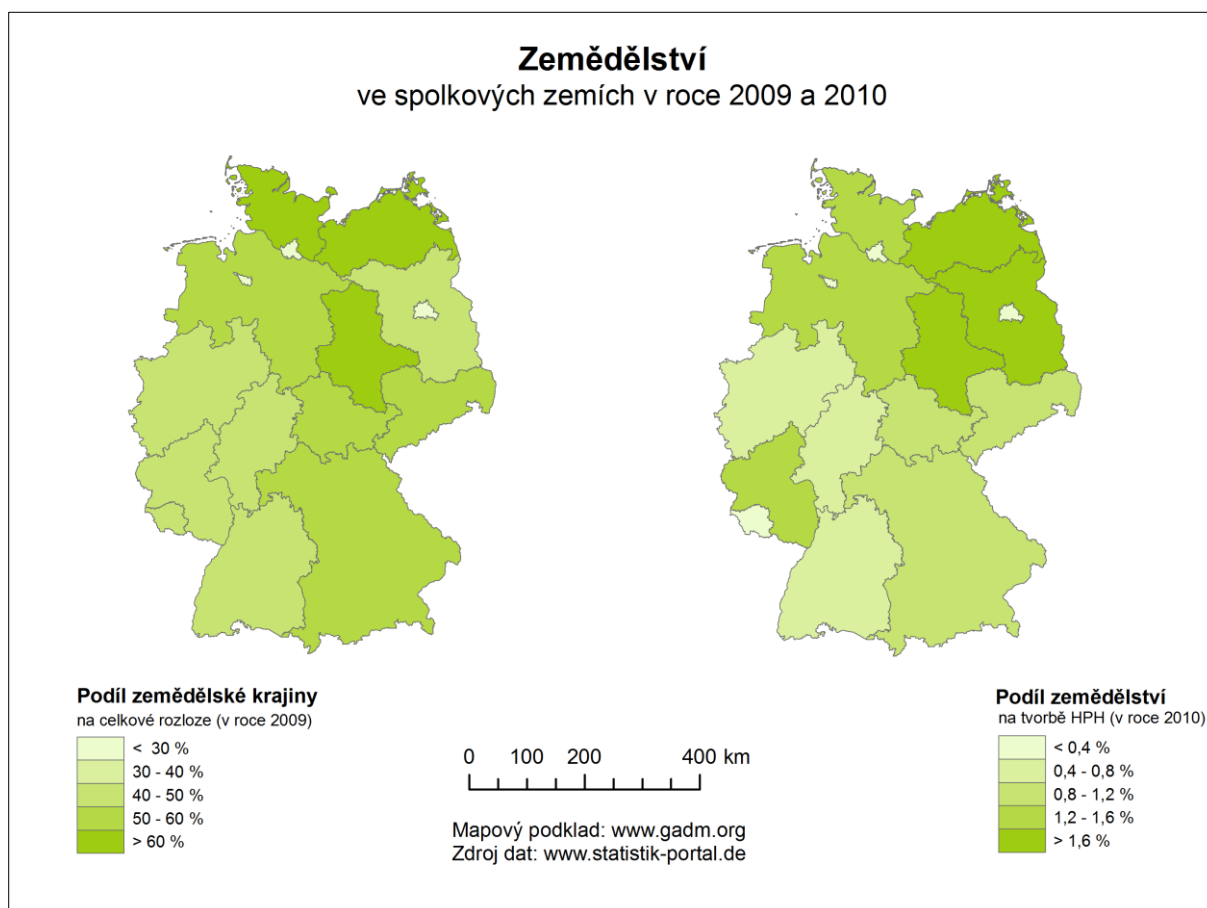 Zemědělství
ve spolkových zemích v roce 2009 a 2010
Podíl zemědělské krajiny
na celkové rozloze (v roce 2009)
< 30 %
30 - 40 %
40 - 50 %
50 - 60 %
> 60 %
0 100 200 400 km
Mapový podklad: www.gadm.org
Zdroj dat: www.statistik-portal.de
Podíl zemědělství
na tvorbě HPH (v roce 2010)
< 0,4 %
0,4 - 0,8 %
0,8 - 1,2 %
1,2 - 1,6 %
> 1,6 %